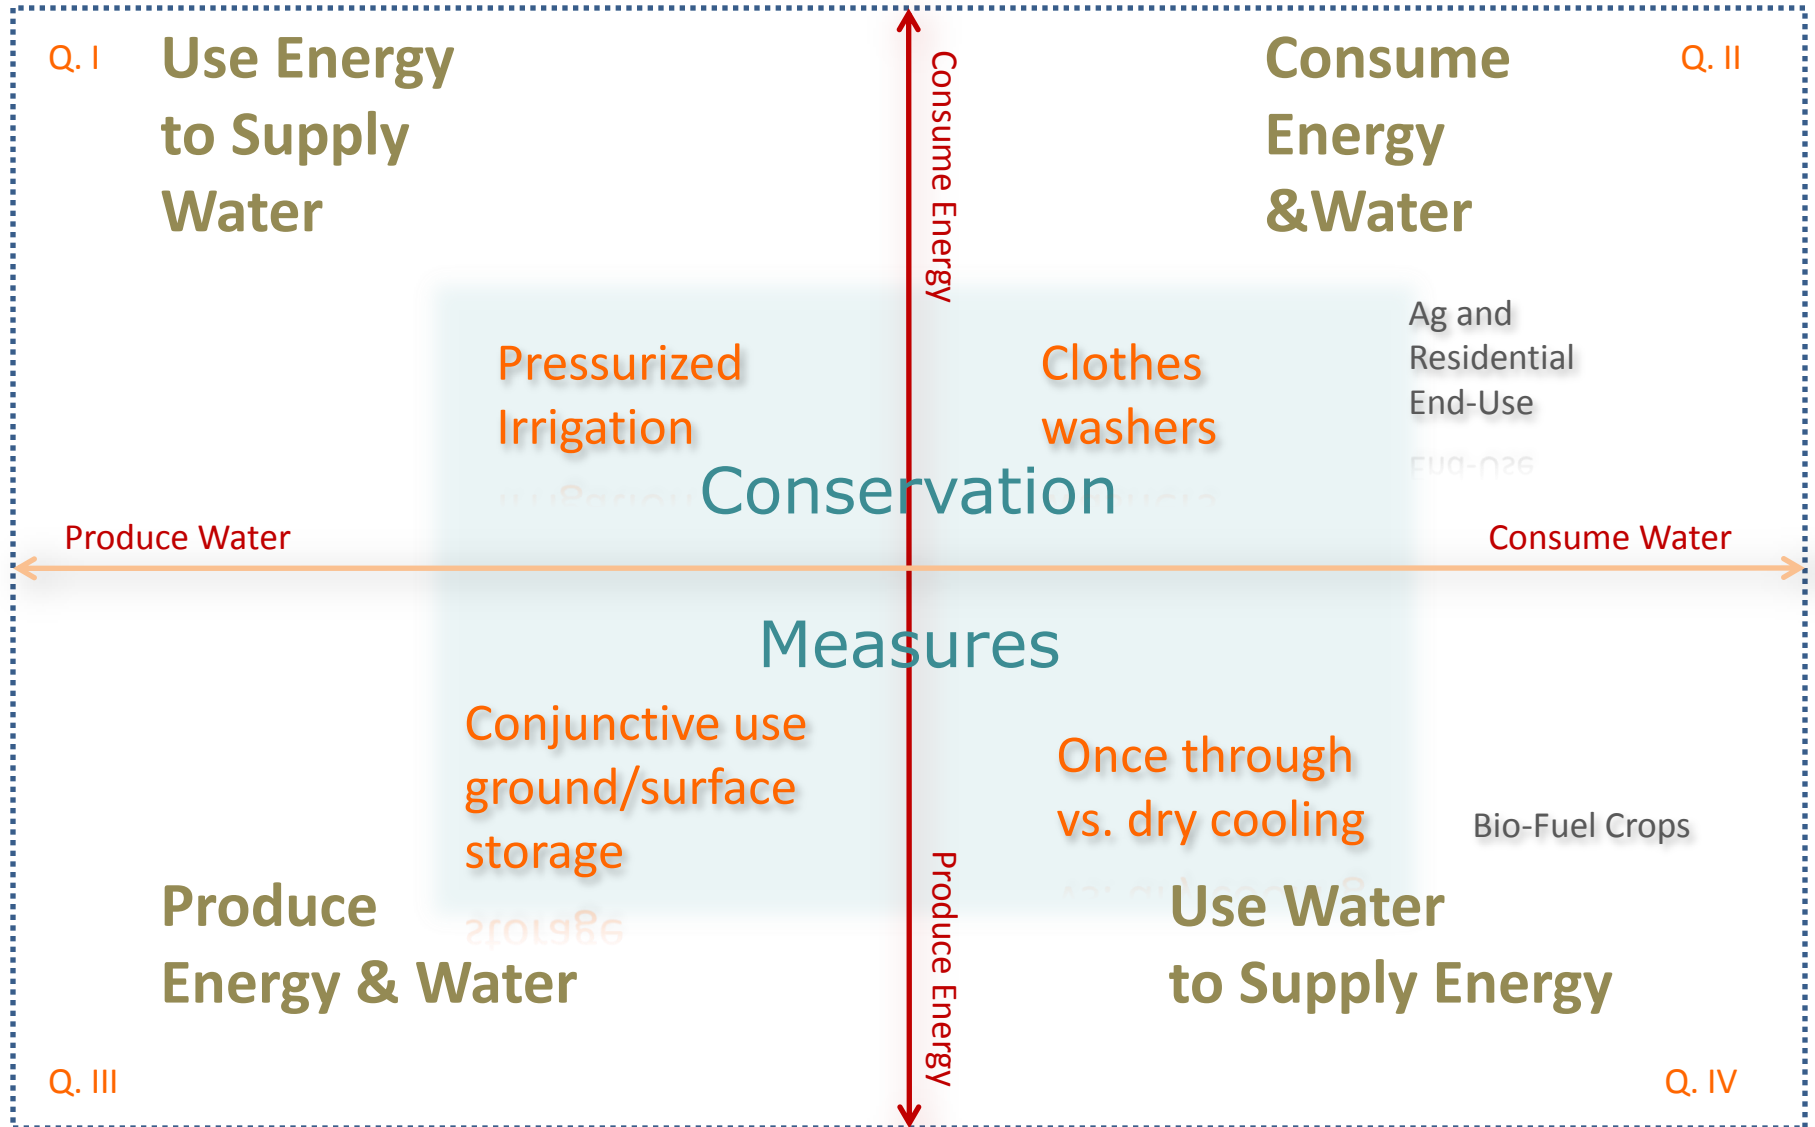 Q. I
Use Energy
to Supply
Water
Consume Energy
Consume
Energy
&Water
Q. II
Pressurized
Irrigation
Clothes
washers
Ag and
Residential
End-Use
Conservation
Produce Water
Consume Water
Measures
Conjunctive use
ground/surface
storage
Once through
vs. dry cooling
Bio-Fuel Crops
Produce
Energy & Water
Produce Energy
Use Water
to Supply Energy
Q. III
Q. IV